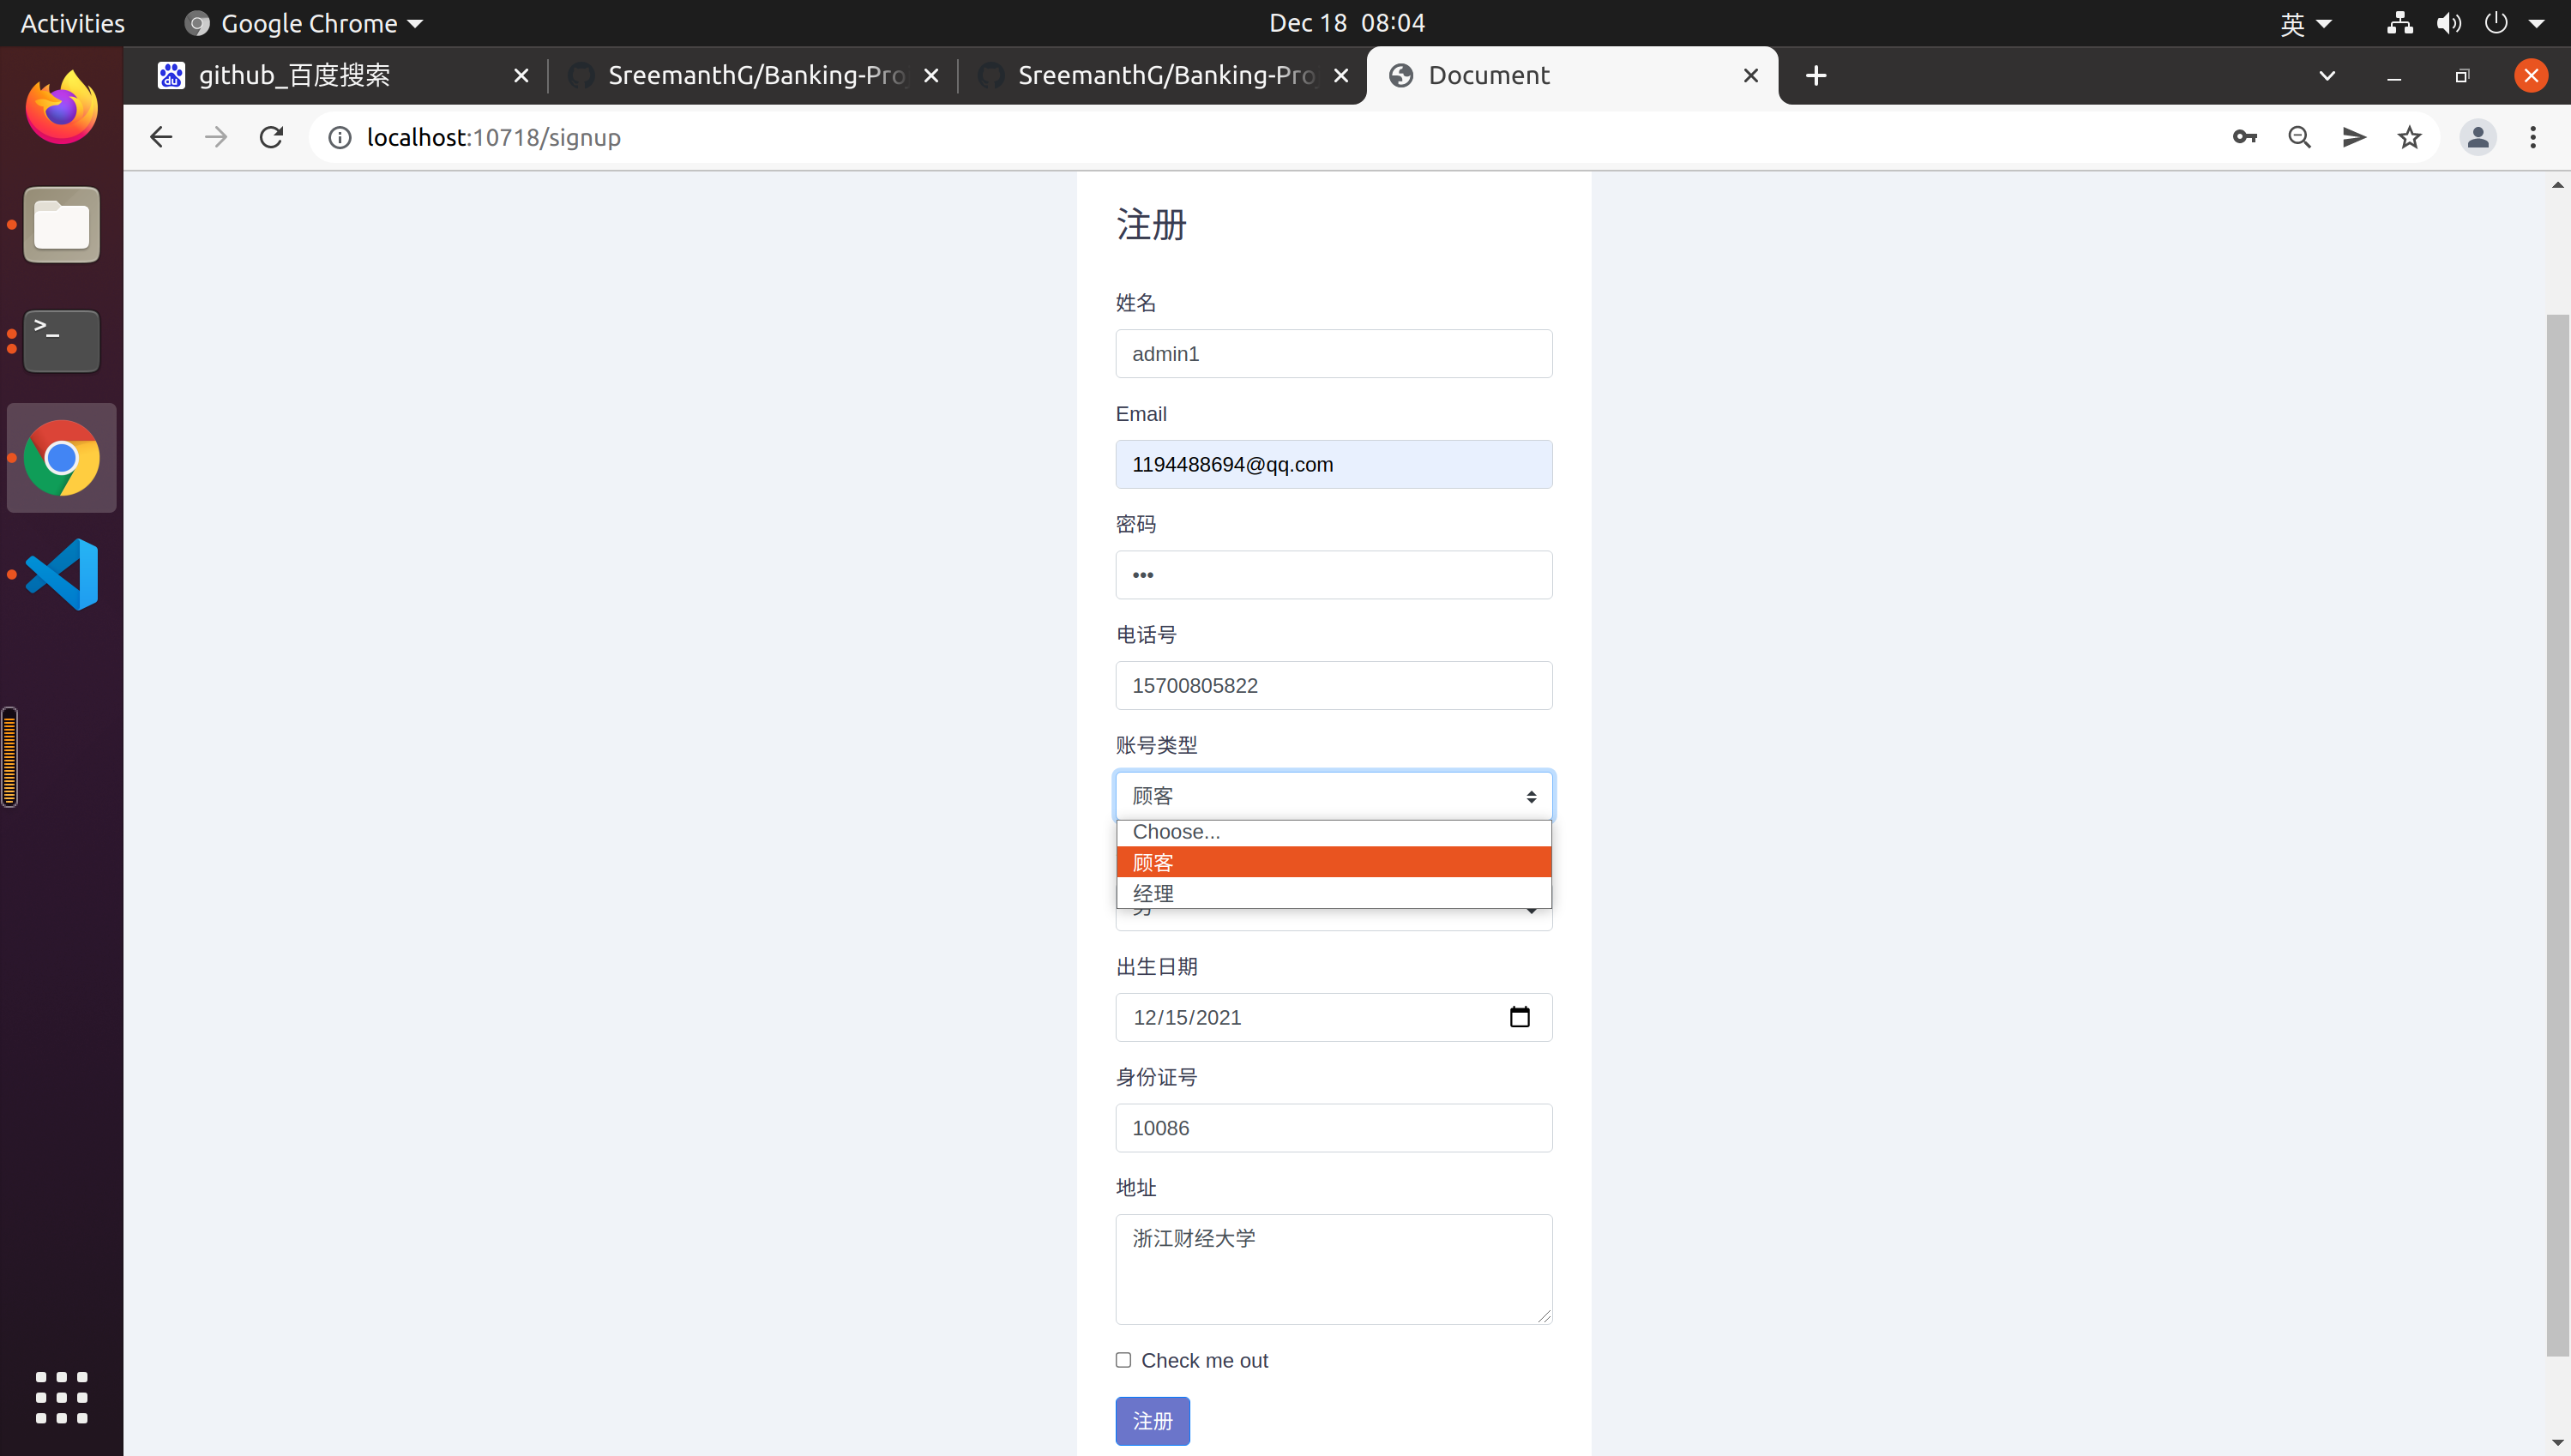 Activities
Google Chrome
Dec 18 08:04
英
github_百度搜索
SreemanthG/Banking-Pro
SreemanthG/Banking-Pro
Document
localhost:10718/signup
注册
姓名
admin1
Email
1194488694@qq.com
密码
•••
电话号
15700805822
账号类型
顾客
Choose...
顾客
经理
出生日期
12/15/2021
身份证号
10086
地址
浙江财经大学
Check me out
注册